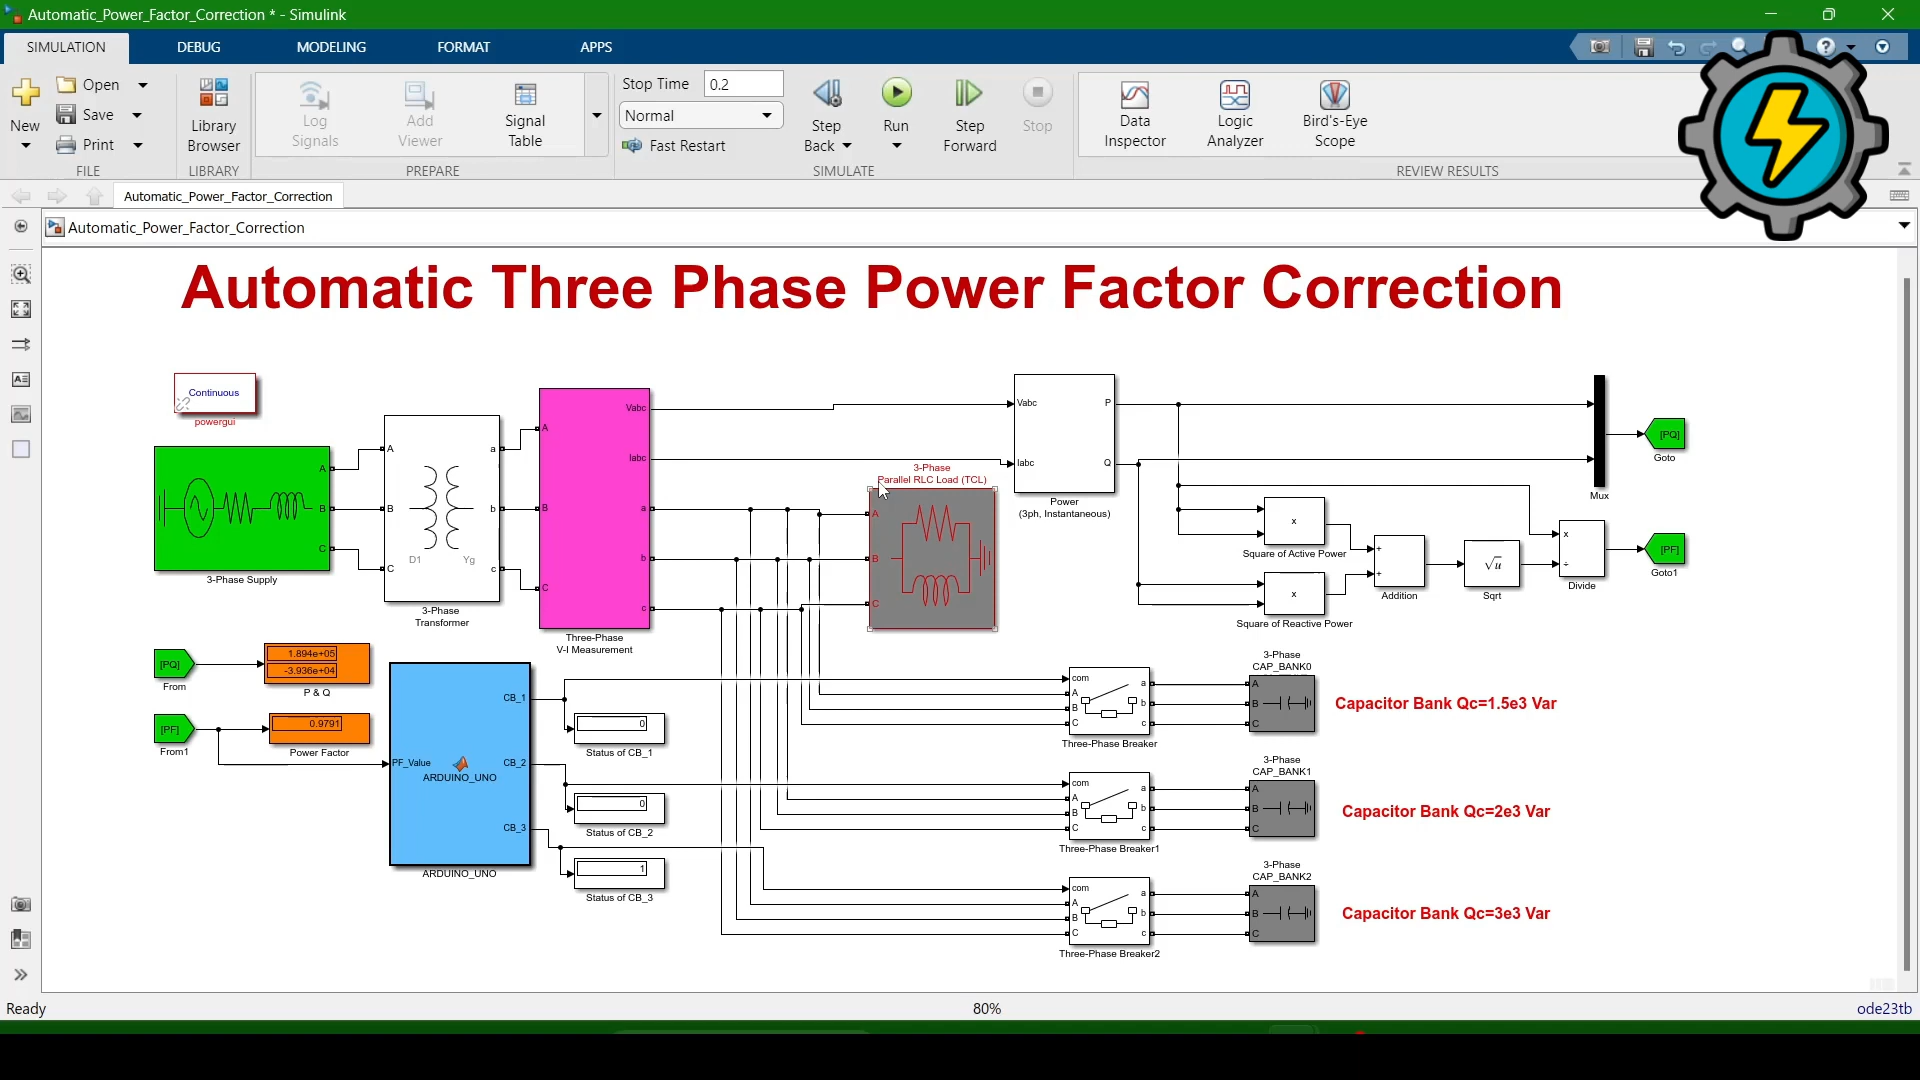 Automatic_Power_Factor_Correction * - Simulink
SIMULATION
DEBUG
MODELING
FORMAT
APPS
New
Open
Save
Print
FILE
Library Browser
LIBRARY
Log Signals
Add Viewer
Signal Table
PREPARE
Stop Time 0.2
Normal
Fast Restart
Step Back
Run
Step Forward
Stop
SIMULATE
Data Inspector
Logic Analyzer
Bird's-Eye Scope
REVIEW RESULTS
Automatic_Power_Factor_Correction
Automatic_Power_Factor_Correction
Automatic Three Phase Power Factor Correction
Continuous
powergui
A
B
C
3-Phase Supply
A
B
C
a
b
c
D1
Yg
3-Phase
Transformer
A
B
C
Vabc
Iabc
a
b
c
Three-Phase
V-I Measurement
3-Phase
Parallel RLC Load (TCL)
A
B
C
Vabc
Iabc
P
Q
Power
(3ph, Instantaneous)
x
Square of Active Power
x
Square of Reactive Power
+
+
Addition
√u
Sqrt
x
÷
Divide
Mux
[PQ]
Goto
[PF]
Goto1
[PQ]
From
1.894e+05
-3.936e+04
P & Q
[PF]
From1
0.9791
Power Factor
PF_Value
ARDUINO_UNO
CB_1
CB_2
CB_3
ARDUINO_UNO
0
Status of CB_1
0
Status of CB_2
1
Status of CB_3
com
A
B
C
a
b
c
Three-Phase Breaker
3-Phase
CAP_BANK0
A
B
C
Capacitor Bank Qc=1.5e3 Var
com
A
B
C
a
b
c
Three-Phase Breaker1
3-Phase
CAP_BANK1
A
B
C
Capacitor Bank Qc=2e3 Var
com
A
B
C
a
b
c
Three-Phase Breaker2
3-Phase
CAP_BANK2
A
B
C
Capacitor Bank Qc=3e3 Var
Ready
80%
ode23tb